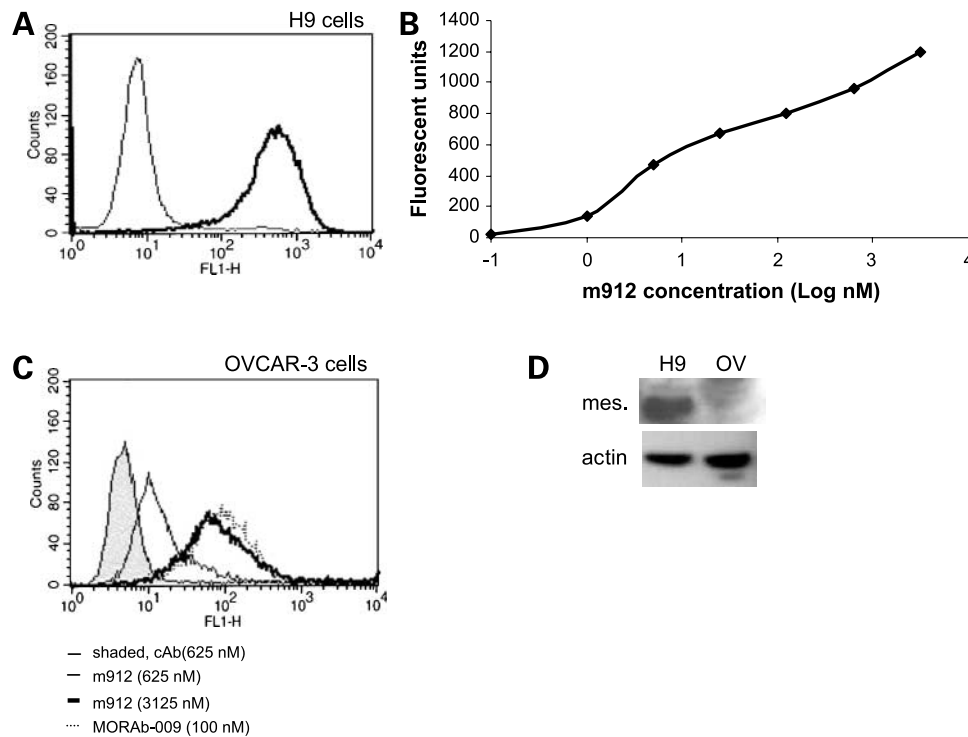 A
H9 cells
200
160
120
80
40
0
Counts
10^0 10^1 10^2 10^3 10^4
FL1-H
B
1400
1200
1000
800
600
400
200
0
Fluorescent units
-1 0 1 2 3 4
m912 concentration (Log nM)
C
OVCAR-3 cells
200
160
120
80
40
0
Counts
10^0 10^1 10^2 10^3 10^4
FL1-H
shaded, cAb(625 nM)
m912 (625 nM)
m912 (3125 nM)
MORAb-009 (100 nM)
D
H9 OV
mes.
actin